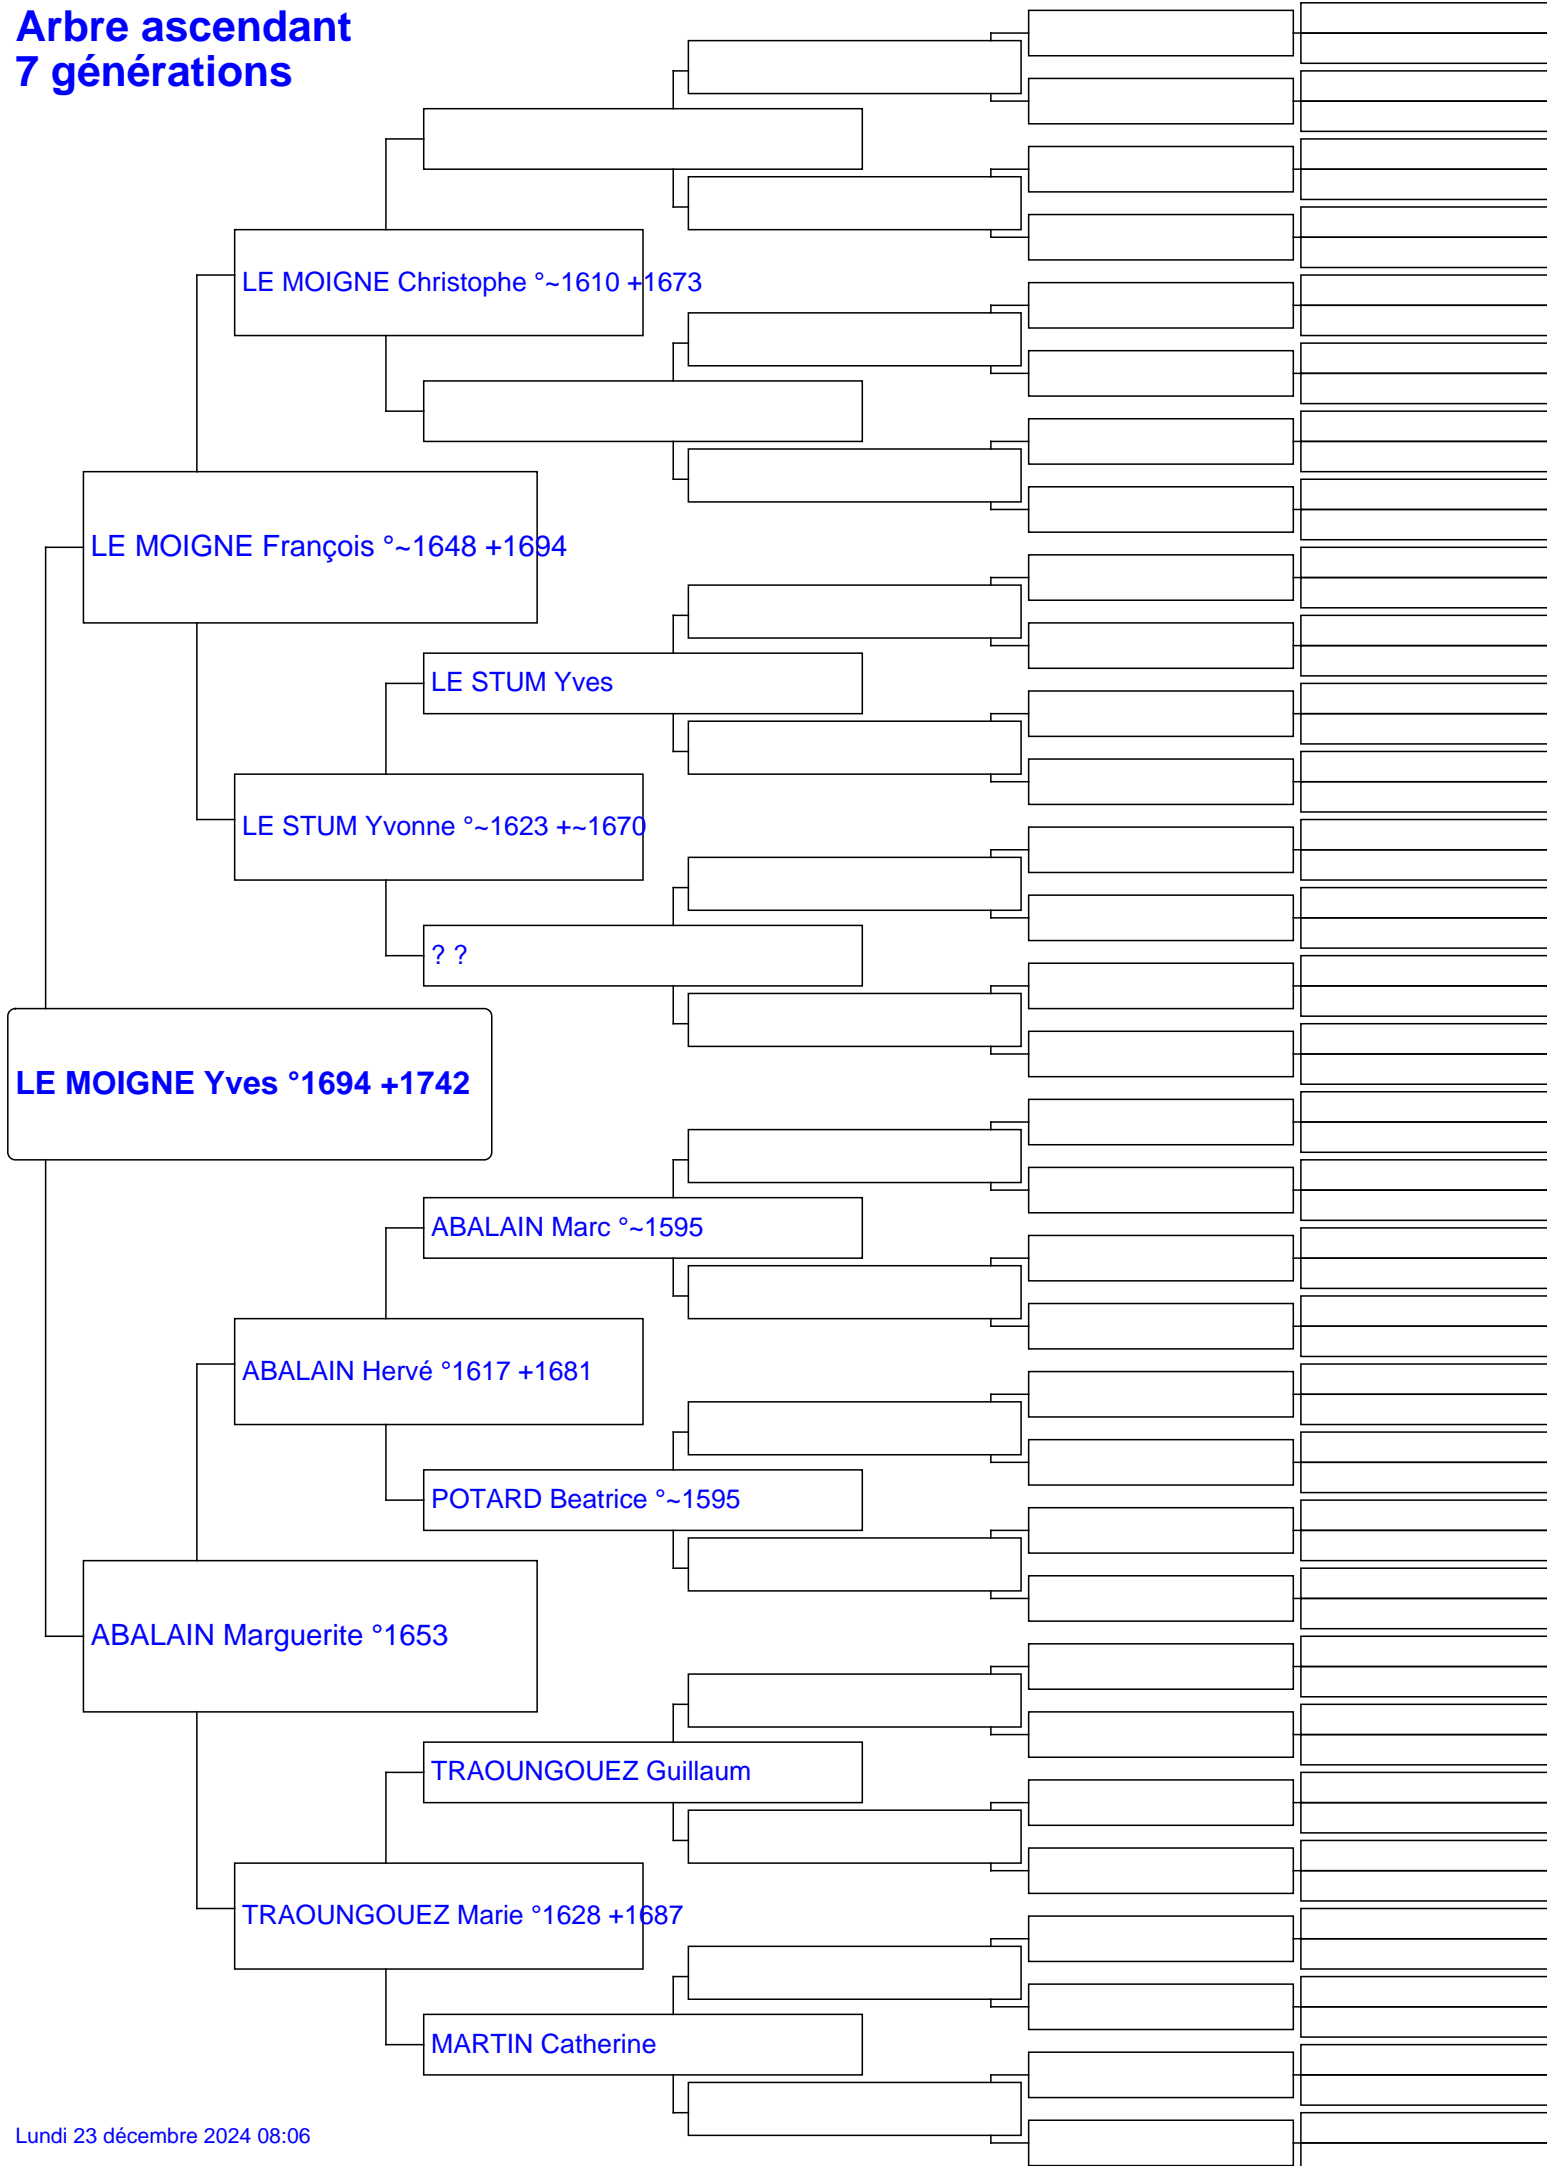 Arbre ascendant
7 générations
LE MOIGNE Christophe °~1610 +1673
LE MOIGNE François °~1648 +1694
LE STUM Yves
LE STUM Yvonne °~1623 +~1670
? ?
LE MOIGNE Yves °1694 +1742
ABALAIN Marc °~1595
ABALAIN Hervé °1617 +1681
POTARD Beatrice °~1595
ABALAIN Marguerite °1653
TRAOUNGOUEZ Guillaum
TRAOUNGOUEZ Marie °1628 +1687
MARTIN Catherine
Lundi 23 décembre 2024 08:06